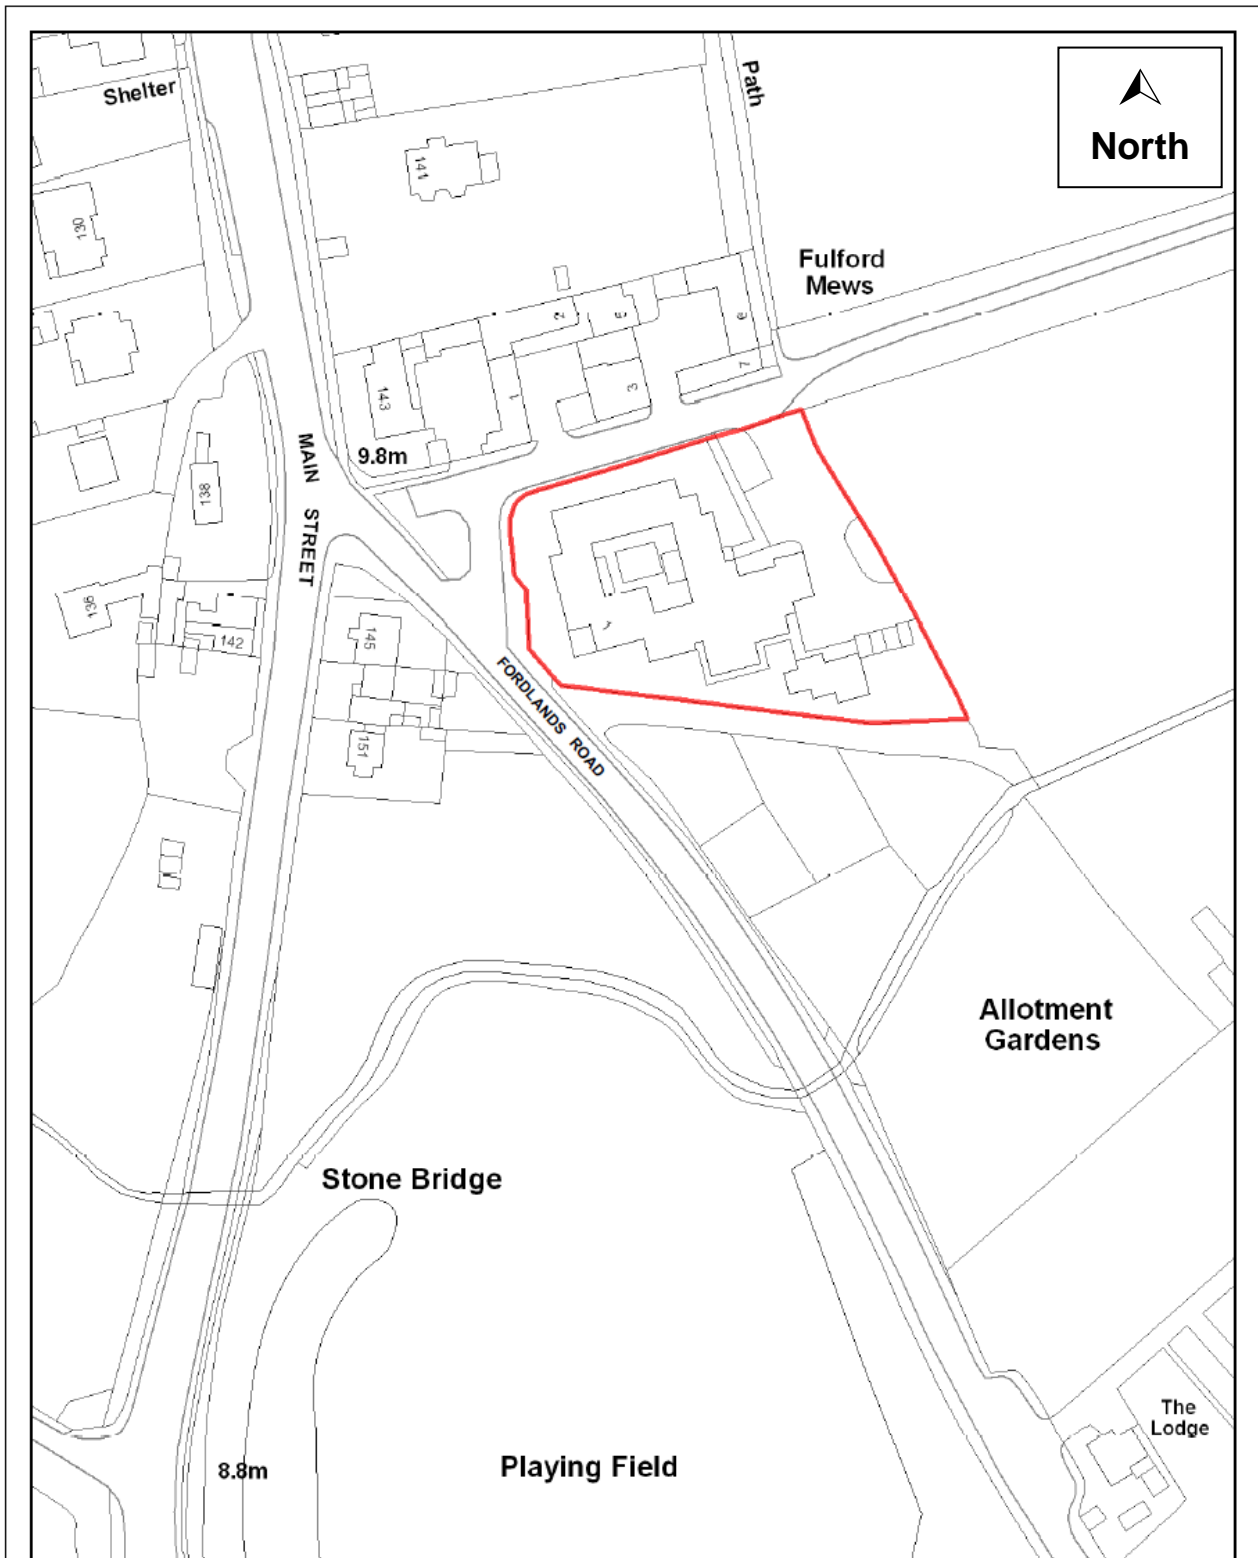 Shelter
Path
North
141
130
Fulford
Mews
2
5
6
7
3
1
143
9.8m
MAIN STREET
138
136
142
145
151
FORDLANDS ROAD
Allotment
Gardens
Stone Bridge
The
Lodge
8.8m
Playing Field